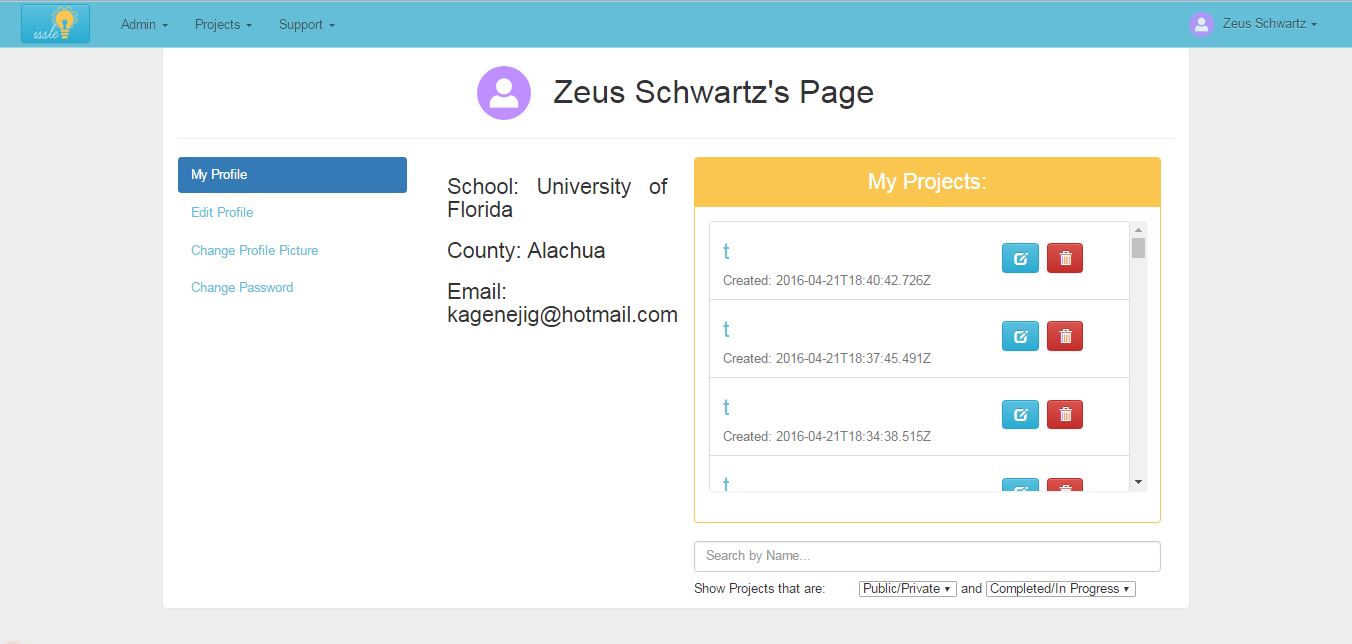 issle
Admin
Projects
Support
Zeus Schwartz
Zeus Schwartz's Page
My Profile
Edit Profile
Change Profile Picture
Change Password
School: University of
Florida
County: Alachua
Email:
kagenejig@hotmail.com
My Projects:
t
Created: 2016-04-21T18:40:42.726Z
t
Created: 2016-04-21T18:37:45.491Z
t
Created: 2016-04-21T18:34:38.515Z
t
Search by Name...
Show Projects that are: Public/Private and Completed/In Progress